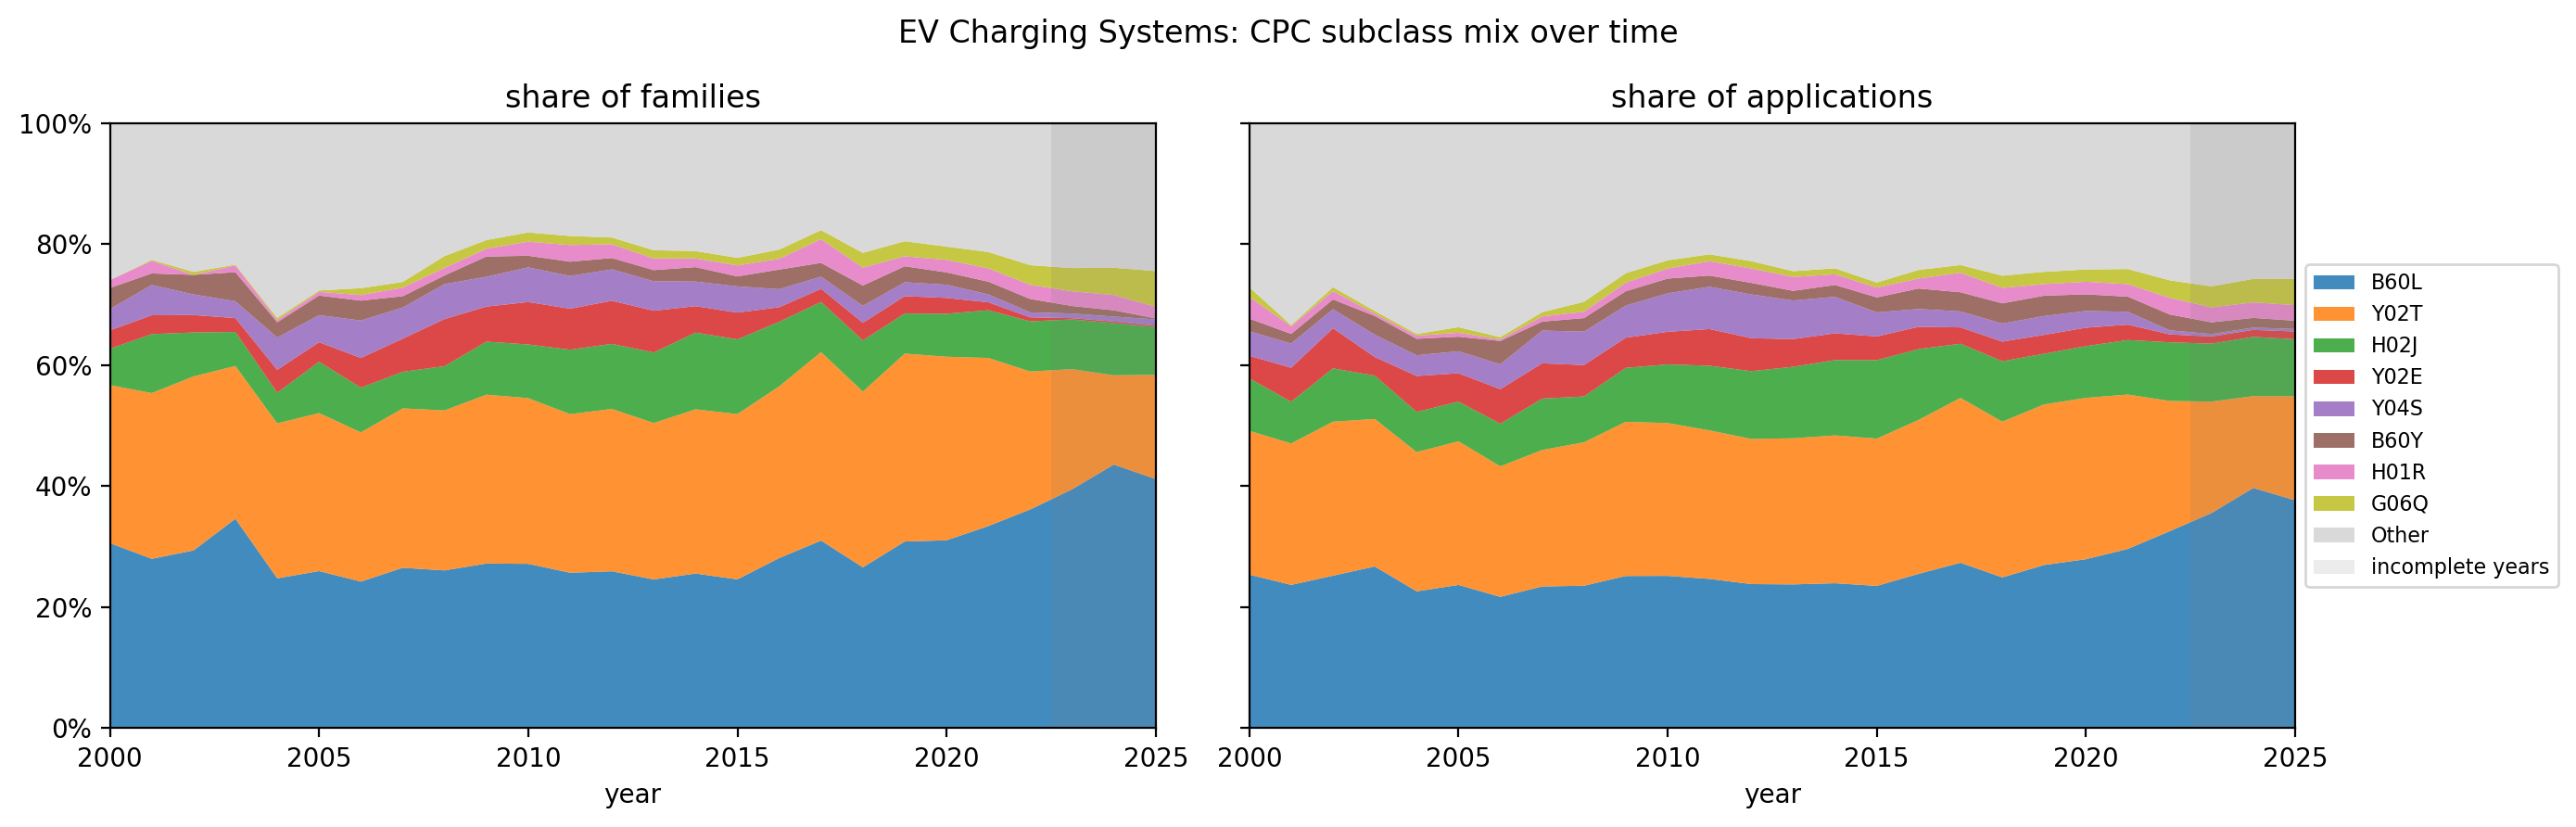 EV Charging Systems: CPC subclass mix over time
share of families
share of applications
100%
80%
60%
40%
20%
0%
2000 2005 2010 2015 2020 2025
2000 2005 2010 2015 2020 2025
year
year
B60L
Y02T
H02J
Y02E
Y04S
B60Y
H01R
G06Q
Other
incomplete years